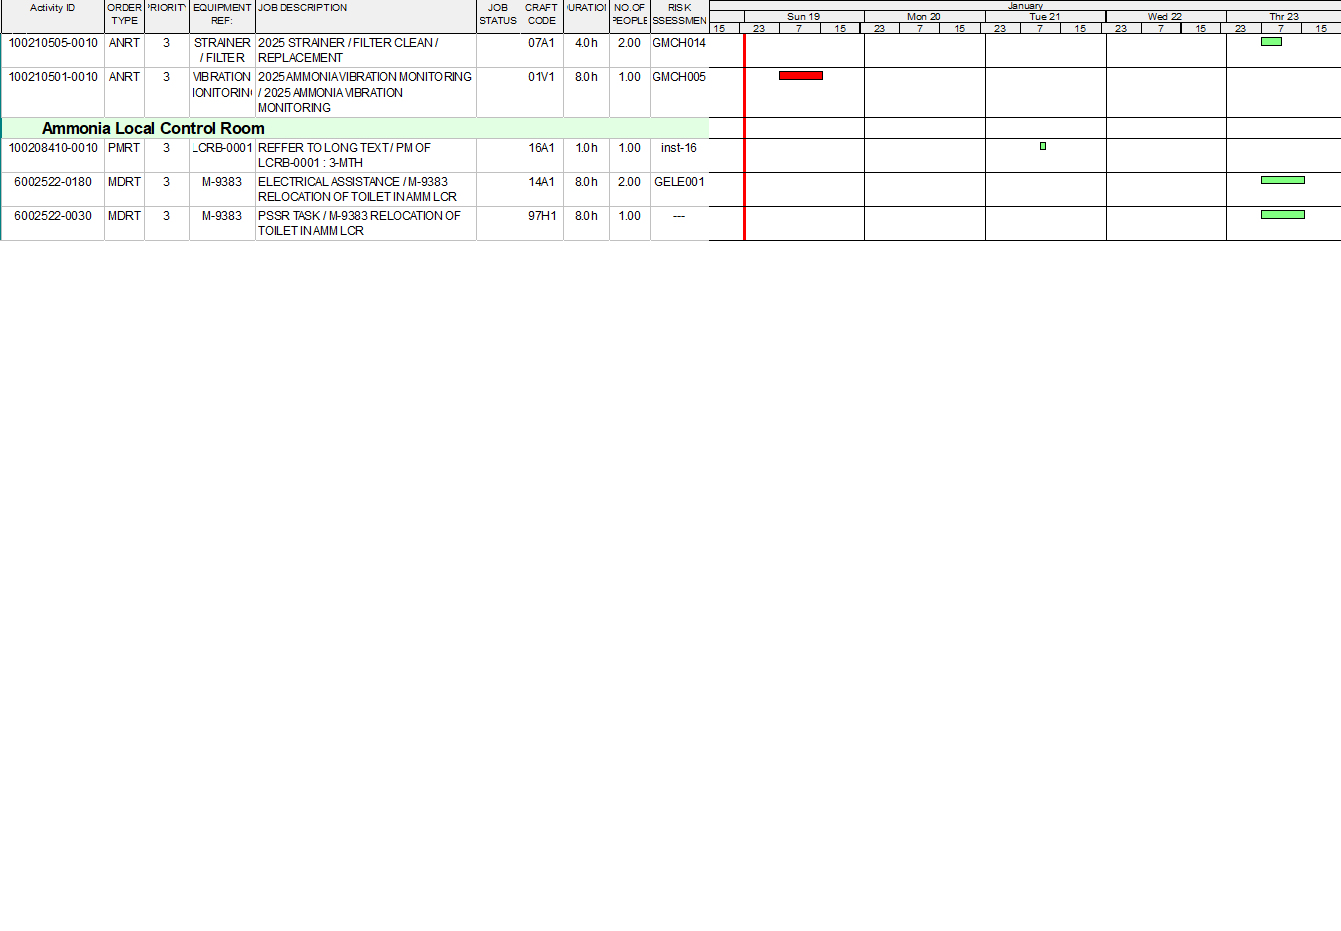 January
Activity ID ORDER TYPE PRIORITY EQUIPMENT REF: JOB DESCRIPTION JOB STATUS CRAFT CODE URATIO NO.OF PEOPLE RISK SSESSMEN
Sun 19 Mon 20 Tue 21 Wed 22 Thr 23
15 23 7 15 23 7 15 23 7 15 23 7 15 23 7 15
100210505-0010 ANRT 3 STRAINER 2025 STRAINER / FILTER CLEAN / 07A1 4.0h 2.00 GMCH014
/ FILTER REPLACEMENT
100210501-0010 ANRT 3 VIBRATION 2025 AMMONIA VIBRATION MONITORING 01V1 8.0h 1.00 GMCH005
IONITORIN / 2025 AMMONIA VIBRATION
MONITORING
Ammonia Local Control Room
100208410-0010 PMRT 3 LCRB-0001 REFFER TO LONG TEXT / PM OF 16A1 1.0h 1.00 inst-16
LCRB-0001 : 3-MTH
6002522-0180 MDRT 3 M-9383 ELECTRICAL ASSISTANCE / M-9383 14A1 8.0h 2.00 GELE001
RELOCATION OF TOILET IN AMM LCR
6002522-0030 MDRT 3 M-9383 PSSR TASK / M-9383 RELOCATION OF 97H1 8.0h 1.00 ---
TOILET IN AMM LCR